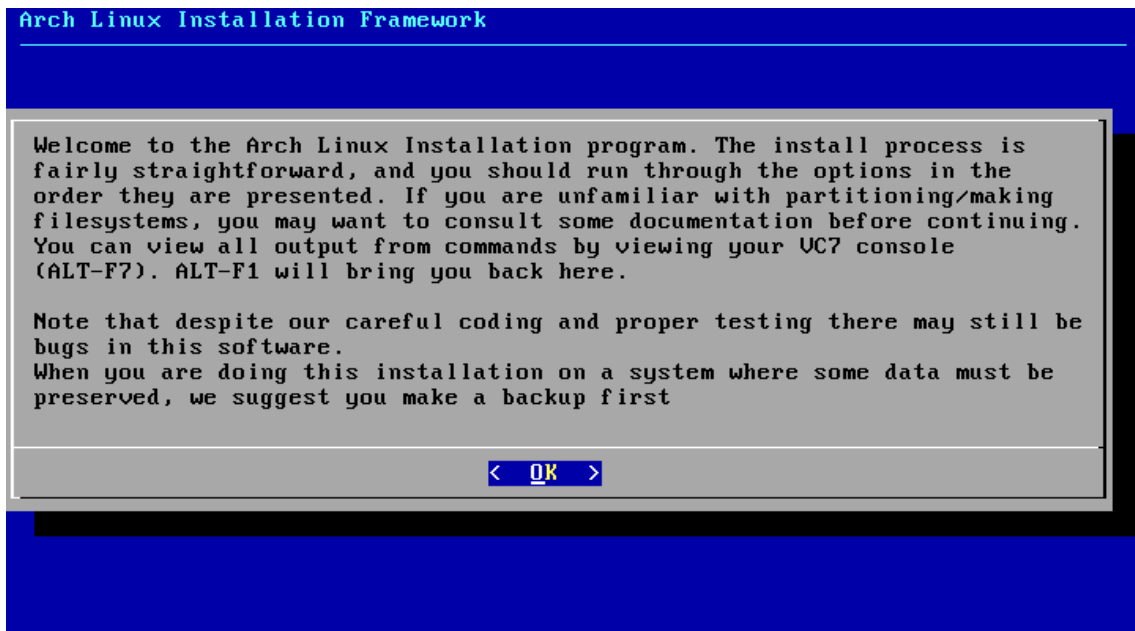 Arch Linux Installation Framework
Welcome to the Arch Linux Installation program. The install process is
fairly straightforward, and you should run through the options in the
order they are presented. If you are unfamiliar with partitioning/making
filesystems, you may want to consult some documentation before continuing.
You can view all output from commands by viewing your VC7 console
(ALT-F7). ALT-F1 will bring you back here.
Note that despite our careful coding and proper testing there may still be
bugs in this software.
When you are doing this installation on a system where some data must be
preserved, we suggest you make a backup first
< OK >